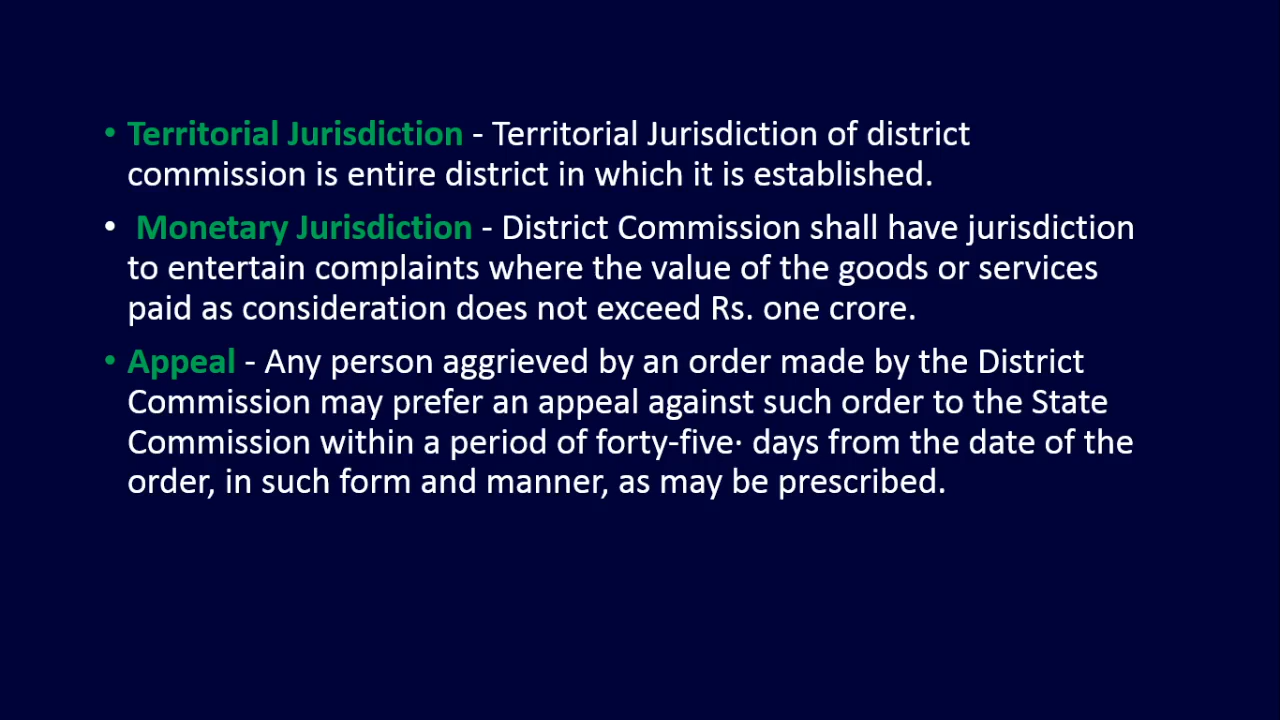 • Territorial Jurisdiction - Territorial Jurisdiction of district
commission is entire district in which it is established.
• Monetary Jurisdiction - District Commission shall have jurisdiction
to entertain complaints where the value of the goods or services
paid as consideration does not exceed Rs. one crore.
• Appeal - Any person aggrieved by an order made by the District
Commission may prefer an appeal against such order to the State
Commission within a period of forty-five· days from the date of the
order, in such form and manner, as may be prescribed.